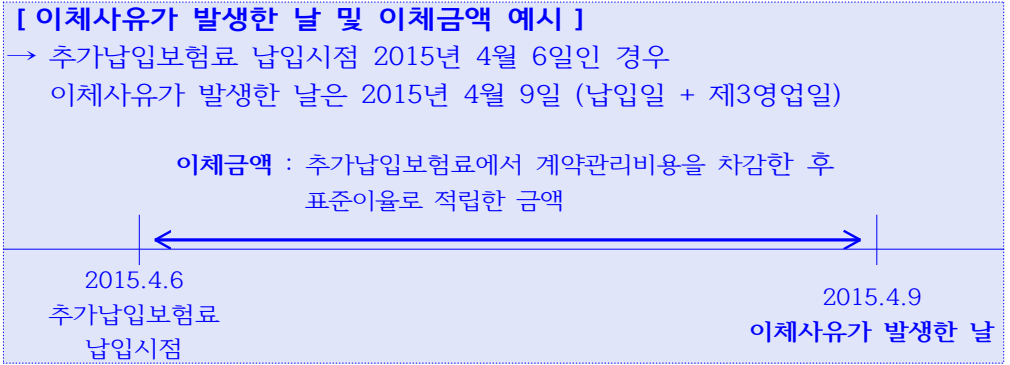 [ 이체사유가 발생한 날 및 이체금액 예시 ]
→ 추가납입보험료 납입시점 2015년 4월 6일인 경우
이체사유가 발생한 날은 2015년 4월 9일 (납입일 + 제3영업일)
이체금액 : 추가납입보험료에서 계약관리비용을 차감한 후
표준이율로 적립한 금액
2015.4.6
추가납입보험료
납입시점
2015.4.9
이체사유가 발생한 날